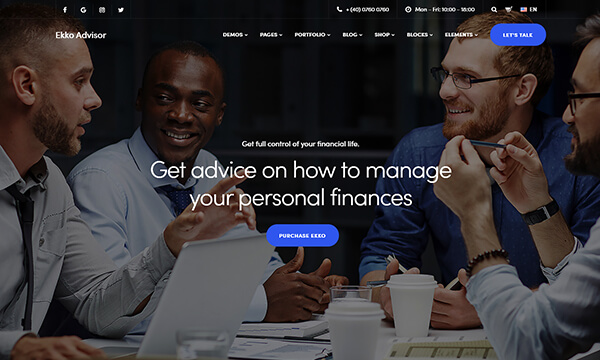 + (40) 0760 0760
Mon - Fri: 10:00 - 18:00
EN
Ekko Advisor
DEMOS
PAGES
PORTFOLIO
BLOG
SHOP
BLOCKS
ELEMENTS
LET'S TALK
Get full control of your financial life.
Get advice on how to manage
your personal finances
PURCHASE EKKO